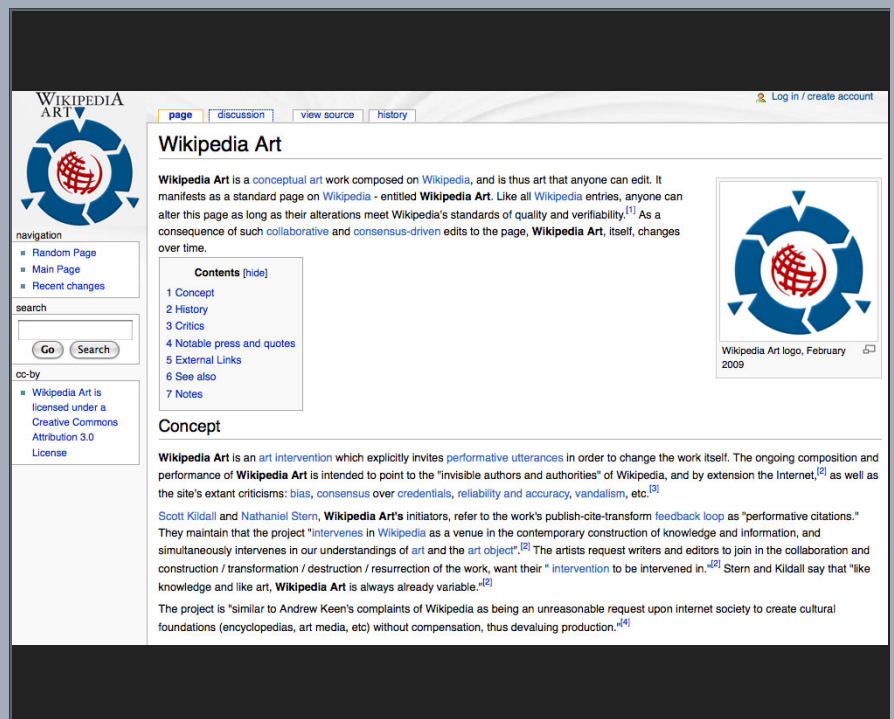 WIKIPEDIA
ART
Log in / create account
page discussion view source history
Wikipedia Art
Wikipedia Art is a conceptual art work composed on Wikipedia, and is thus art that anyone can edit. It
manifests as a standard page on Wikipedia - entitled Wikipedia Art. Like all Wikipedia entries, anyone can
alter this page as long as their alterations meet Wikipedia's standards of quality and verifiability.[1] As a
consequence of such collaborative and consensus-driven edits to the page, Wikipedia Art, itself, changes
over time.
Wikipedia Art logo, February
2009
navigation
Random Page
Main Page
Recent changes
search
Go Search
cc-by
Wikipedia Art is
licensed under a
Creative Commons
Attribution 3.0
License
Contents [hide]
1 Concept
2 History
3 Critics
4 Notable press and quotes
5 External Links
6 See also
7 Notes
Concept
Wikipedia Art is an art intervention which explicitly invites performative utterances in order to change the work itself. The ongoing composition and
performance of Wikipedia Art is intended to point to the "invisible authors and authorities" of Wikipedia, and by extension the Internet,[2] as well as
the site's extant criticisms: bias, consensus over credentials, reliability and accuracy, vandalism, etc.[3]
Scott Kildall and Nathaniel Stern, Wikipedia Art's initiators, refer to the work's publish-cite-transform feedback loop as "performative citations."
They maintain that the project "intervenes in Wikipedia as a venue in the contemporary construction of knowledge and information, and
simultaneously intervenes in our understandings of art and the art object".[2] The artists request writers and editors to join in the collaboration and
construction / transformation / destruction / resurrection of the work, want their " intervention to be intervened in."[2] Stern and Kildall say that "like
knowledge and like art, Wikipedia Art is always already variable."[2]
The project is "similar to Andrew Keen's complaints of Wikipedia as being an unreasonable request upon internet society to create cultural
foundations (encyclopedias, art media, etc) without compensation, thus devaluing production."[4]